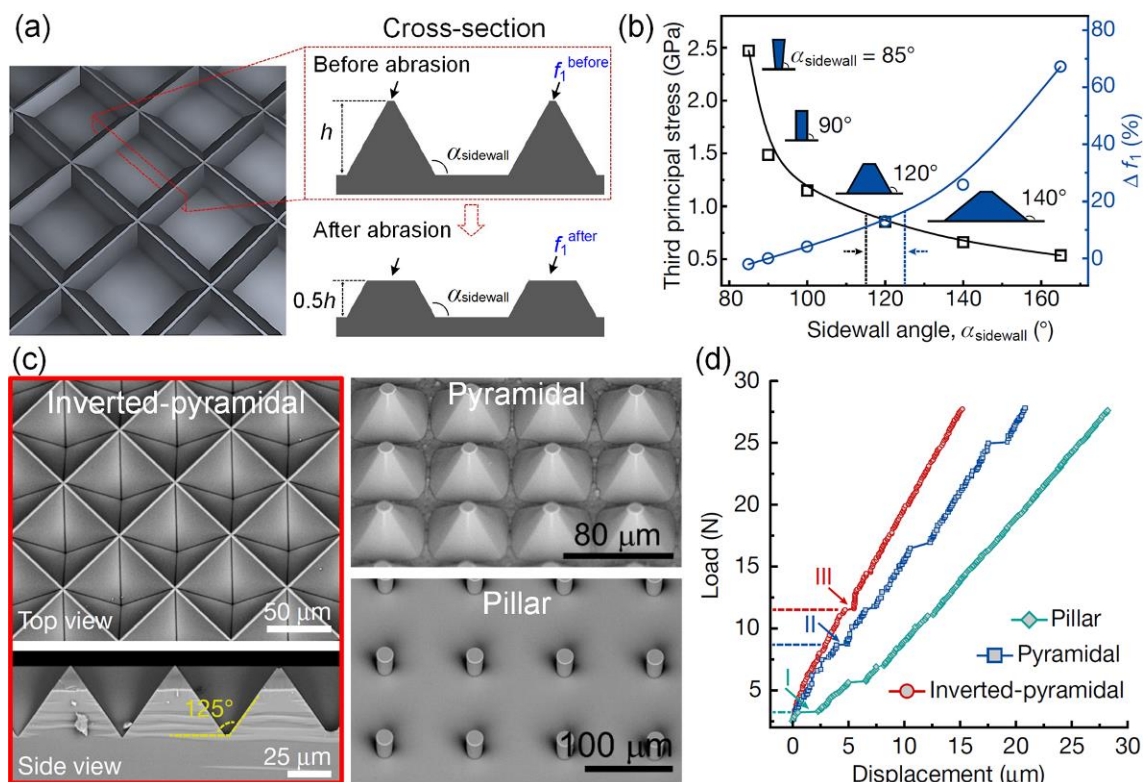 (a)
Cross-section
Before abrasion
f₁ᵇᵉᶠᵒʳᵉ
h
α_sidewall
After abrasion
f₁ᵃᶠᵗᵉʳ
0.5h
α_sidewall
(b)
Third principal stress (GPa)
2.5
2.0
1.5
1.0
0.5
α_sidewall = 85°
90°
120°
140°
80
60
40
20
0
Δ f₁ (%)
80
100
120
140
160
Sidewall angle, α_sidewall (°)
(c)
Inverted-pyramidal
50 μm
Top view
125°
25 μm
Side view
Pyramidal
80 μm
Pillar
100 μm
(d)
Load (N)
30
25
20
15
10
5
III
II
I
Pillar
Pyramidal
Inverted-pyramidal
0
5
10
15
20
25
30
Displacement (μm)